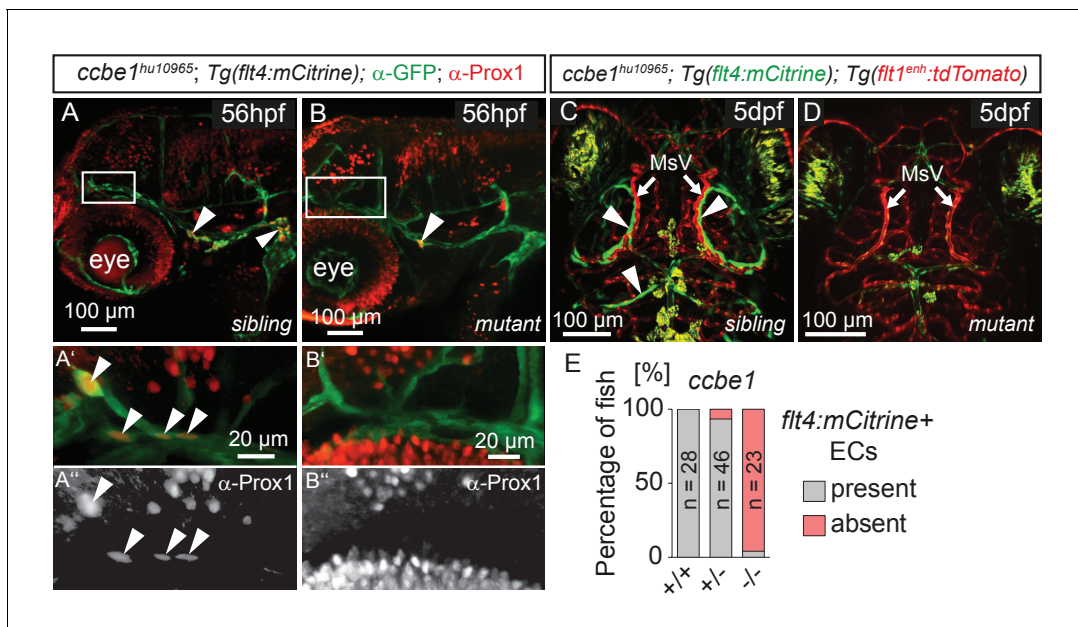 ccbe1hu10965; Tg(flt4:mCitrine); α-GFP; α-Prox1
ccbe1hu10965; Tg(flt4:mCitrine); Tg(flt1enh:tdTomato)
A 56hpf
eye
100 µm
sibling
B 56hpf
eye
100 µm
mutant
C 5dpf
MsV
100 µm
sibling
D 5dpf
MsV
100 µm
mutant
A‘
20 µm
B‘
20 µm
A“ α-Prox1
B“ α-Prox1
E
[%]
ccbe1
Percentage of fish
100
50
0
n = 28
n = 46
n = 23
+/+
+/-
-/-
flt4:mCitrine+
ECs
present
absent